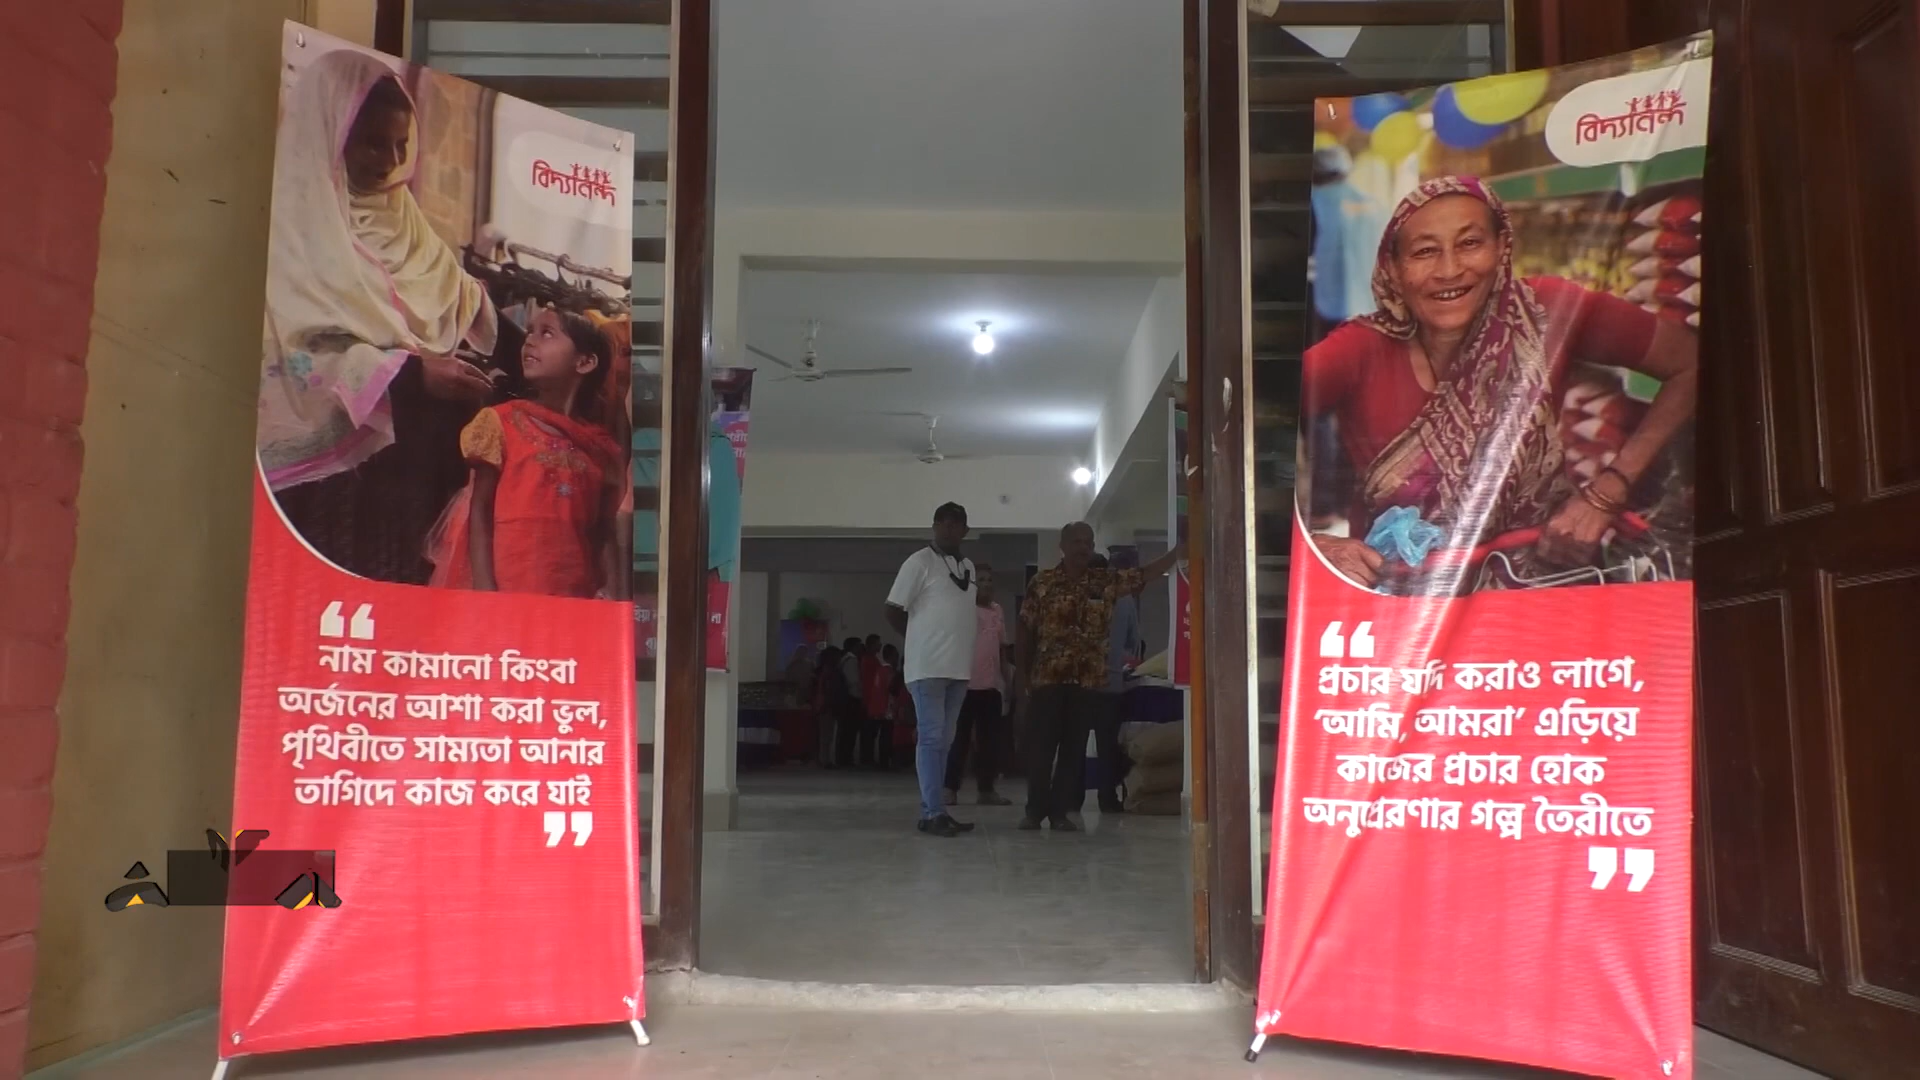 বিদ্যানন্দ
নাম কামানো কিংবা
অর্জনের আশা করা ভুল,
পৃথিবীতে সাম্যতা আনার
তাগিদে কাজ করে যাই
বিদ্যানন্দ
প্রচার যদি করাও লাগে,
‘আমি, আমরা’ এড়িয়ে
কাজের প্রচার হোক
অনুপ্রেরণার গল্প তৈরীতে